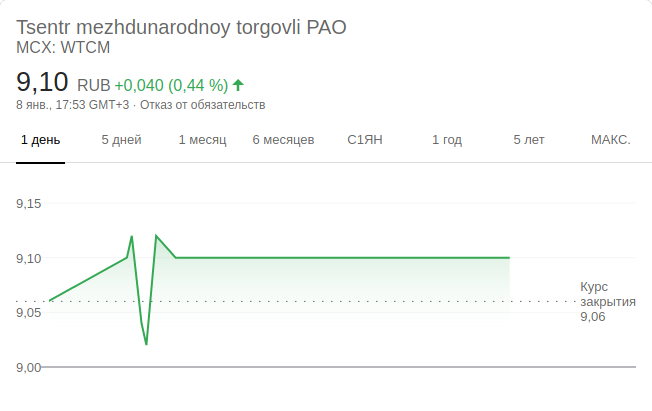 Tsentr mezhdunarodnoy torgovli PAO
MCX: WTCM
9,10 RUB +0,040 (0,44 %)
8 янв., 17:53 GMT+3 · Отказ от обязательств
1 день 5 дней 1 месяц 6 месяцев С1ЯН 1 год 5 лет МАКС.
9,15
9,10
Курс
закрытия
9,06
9,05
9,00